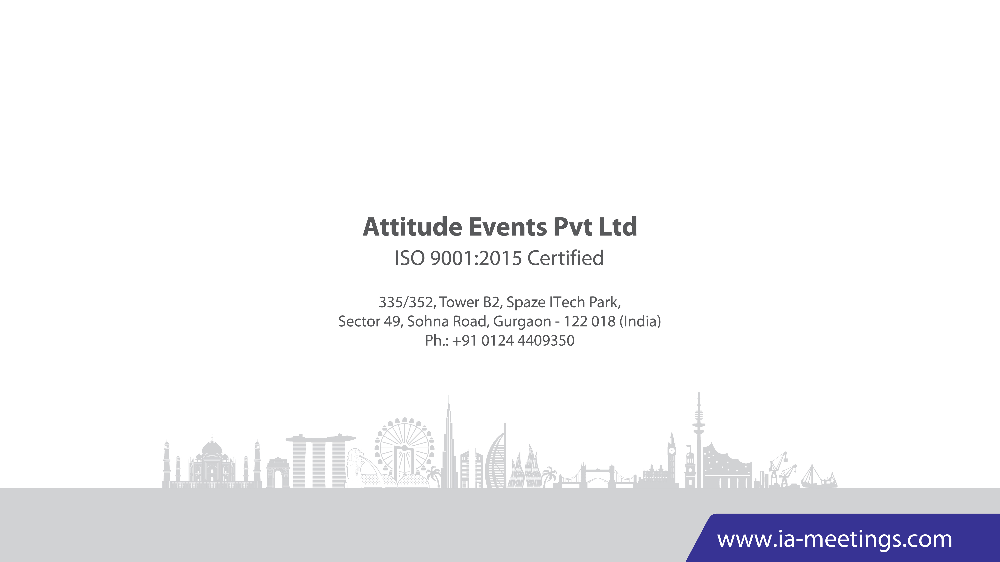 Attitude Events Pvt Ltd
ISO 9001:2015 Certified
335/352, Tower B2, Spaze ITech Park,
Sector 49, Sohna Road, Gurgaon - 122 018 (India)
Ph.: +91 0124 4409350
www.ia-meetings.com